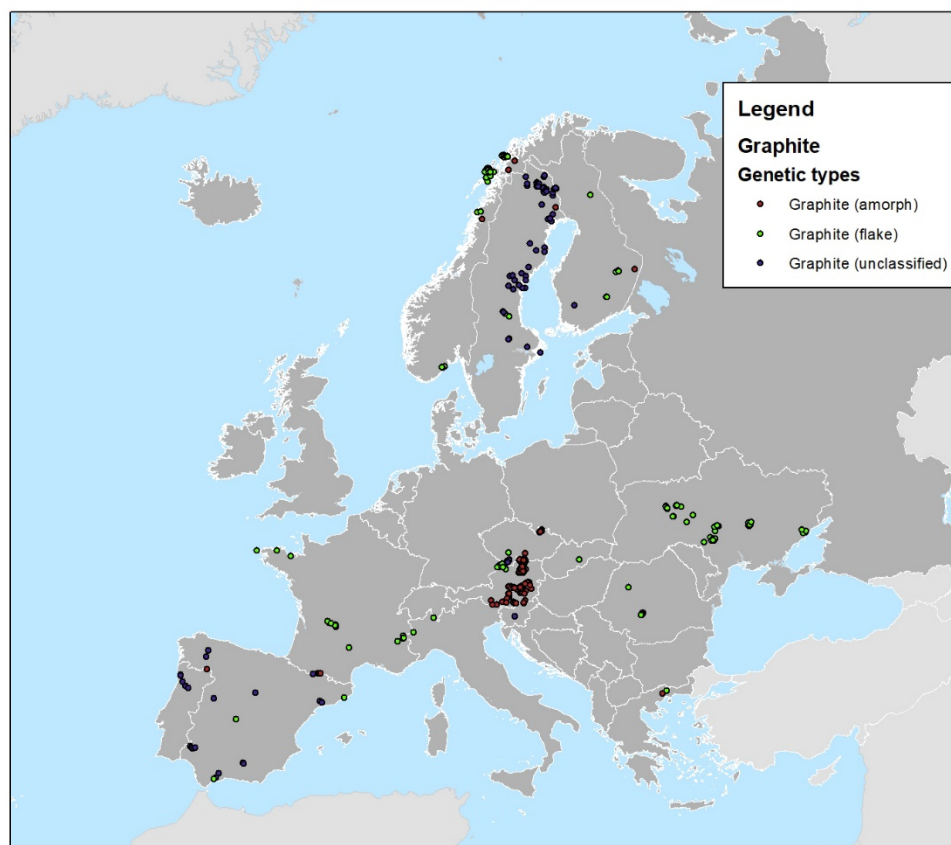 Legend
Graphite
Genetic types
Graphite (amorph)
Graphite (flake)
Graphite (unclassified)